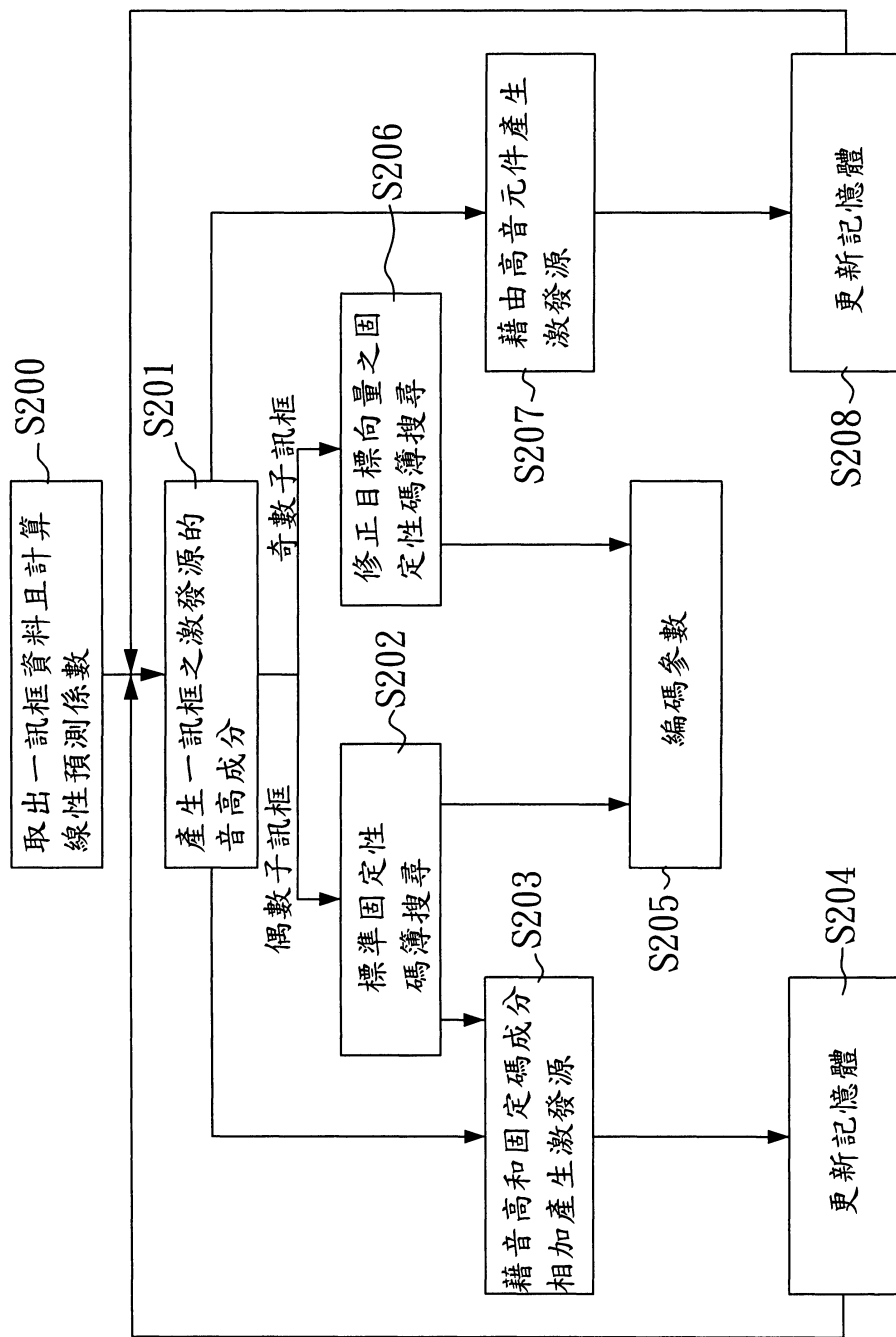 取出一訊框資料且計算
線性預測係數
S200
產生一訊框之激發源的
音高成分
S201
偶數子訊框
奇數子訊框
標準固定性
碼簿搜尋
S202
修正目標向量之固
定性碼簿搜尋
S206
藉音高和固定碼成分
相加產生激發源
S203
編碼參數
S205
藉由高音元件產生
激發源
S207
更新記憶體
S204
更新記憶體
S208